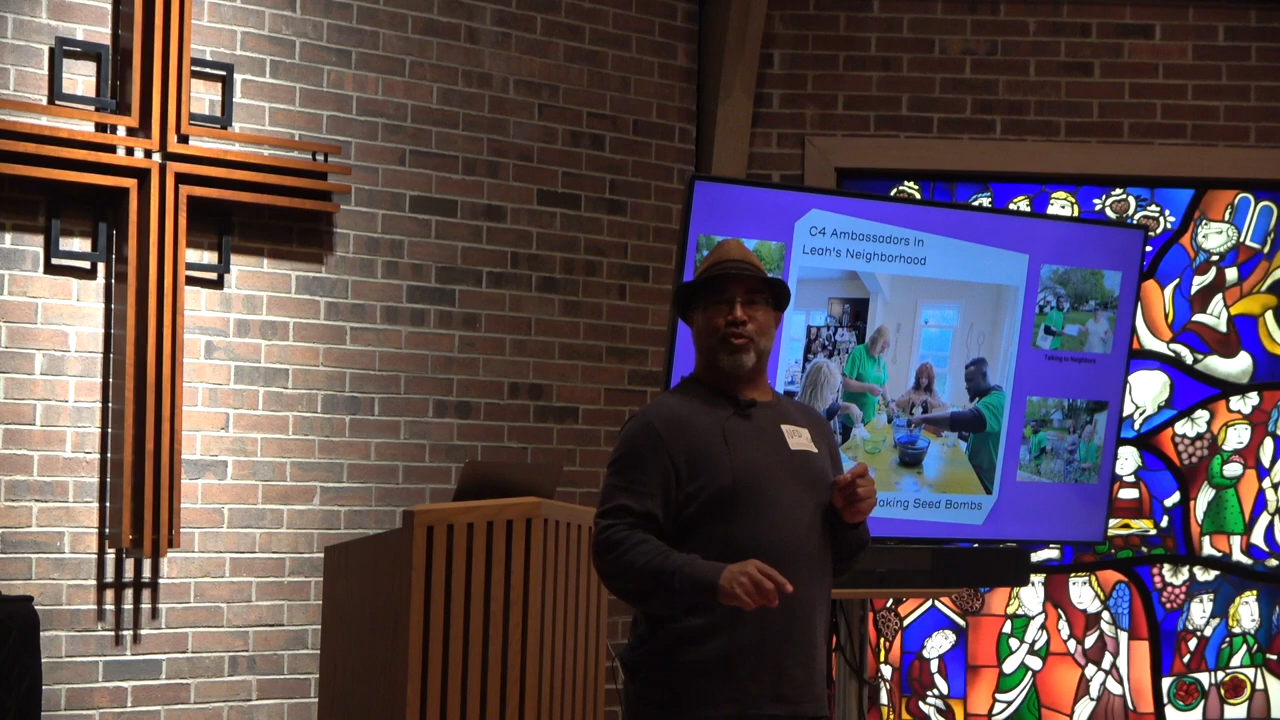 C4 Ambassadors In
Leah's Neighborhood
Talking to Neighbors
aking Seed Bombs